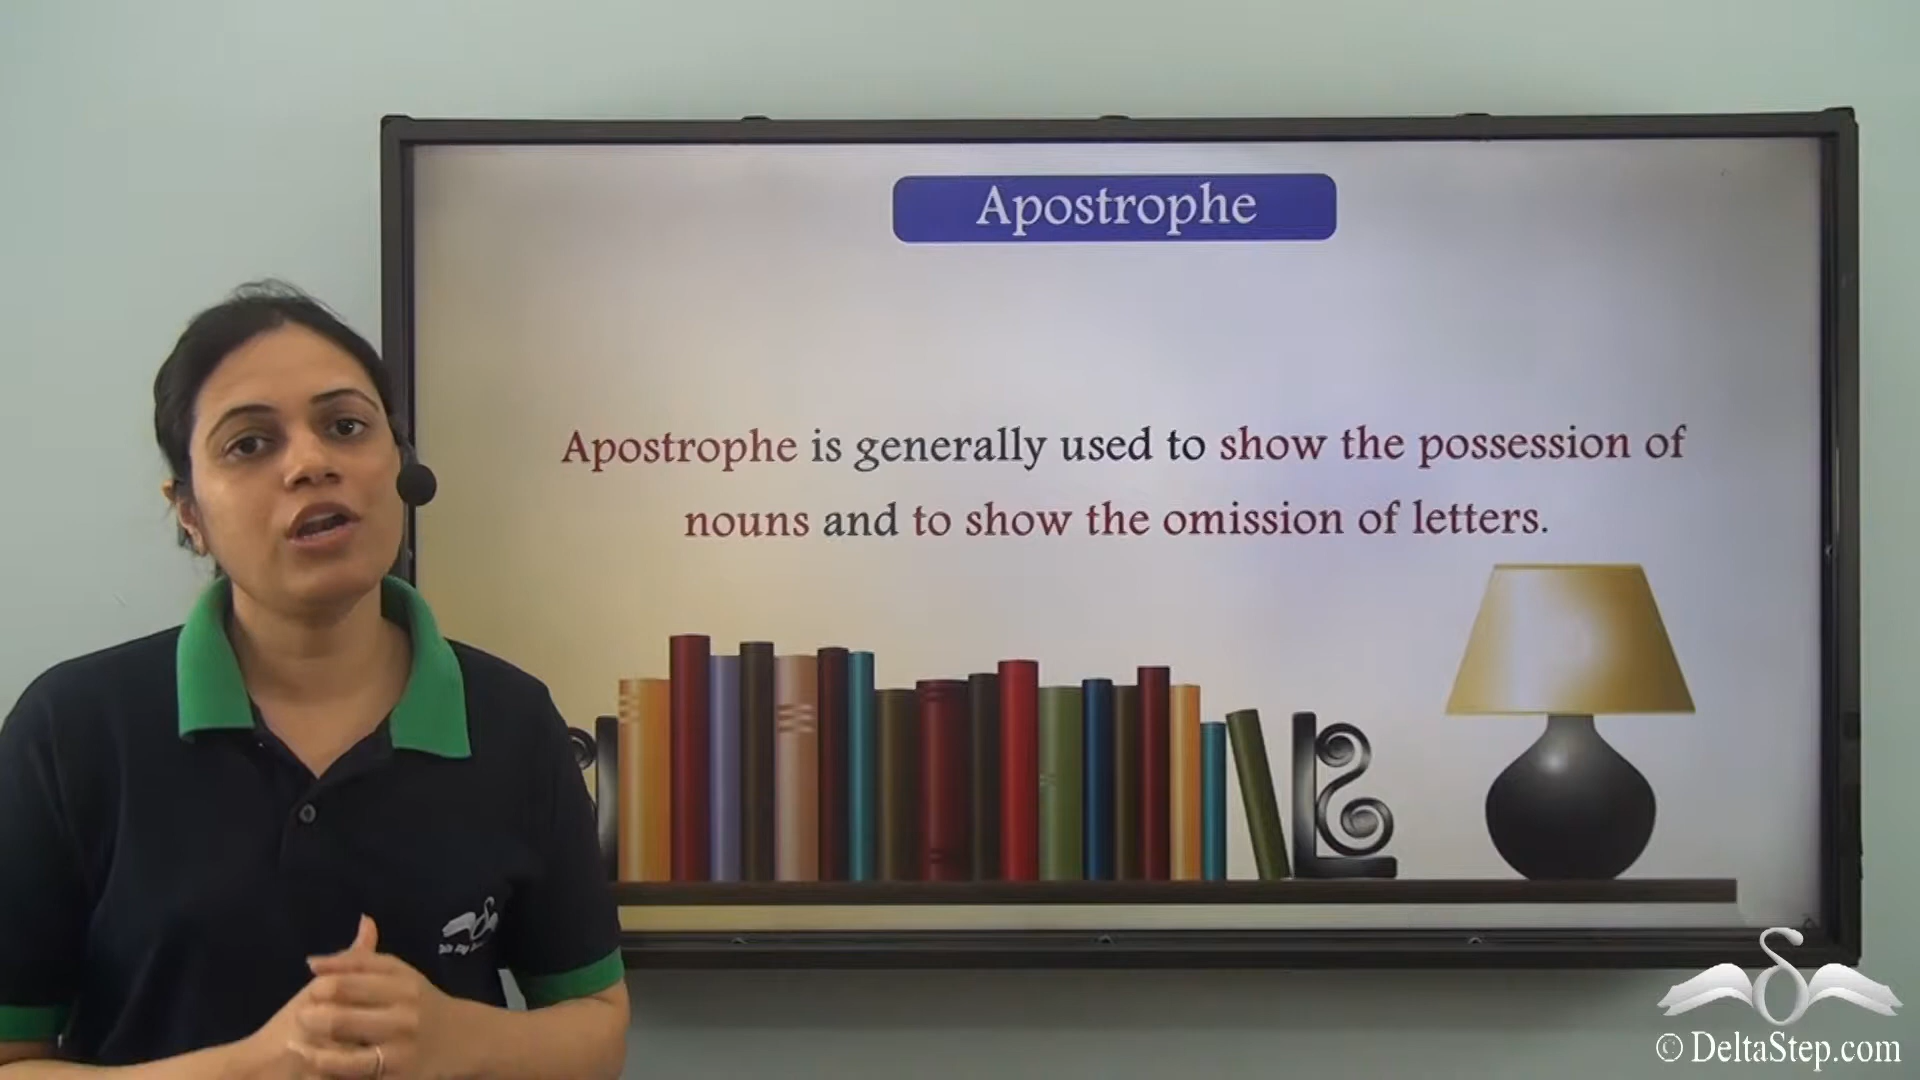 Apostrophe
Apostrophe is generally used to show the possession of
nouns and to show the omission of letters.
© DeltaStep.com